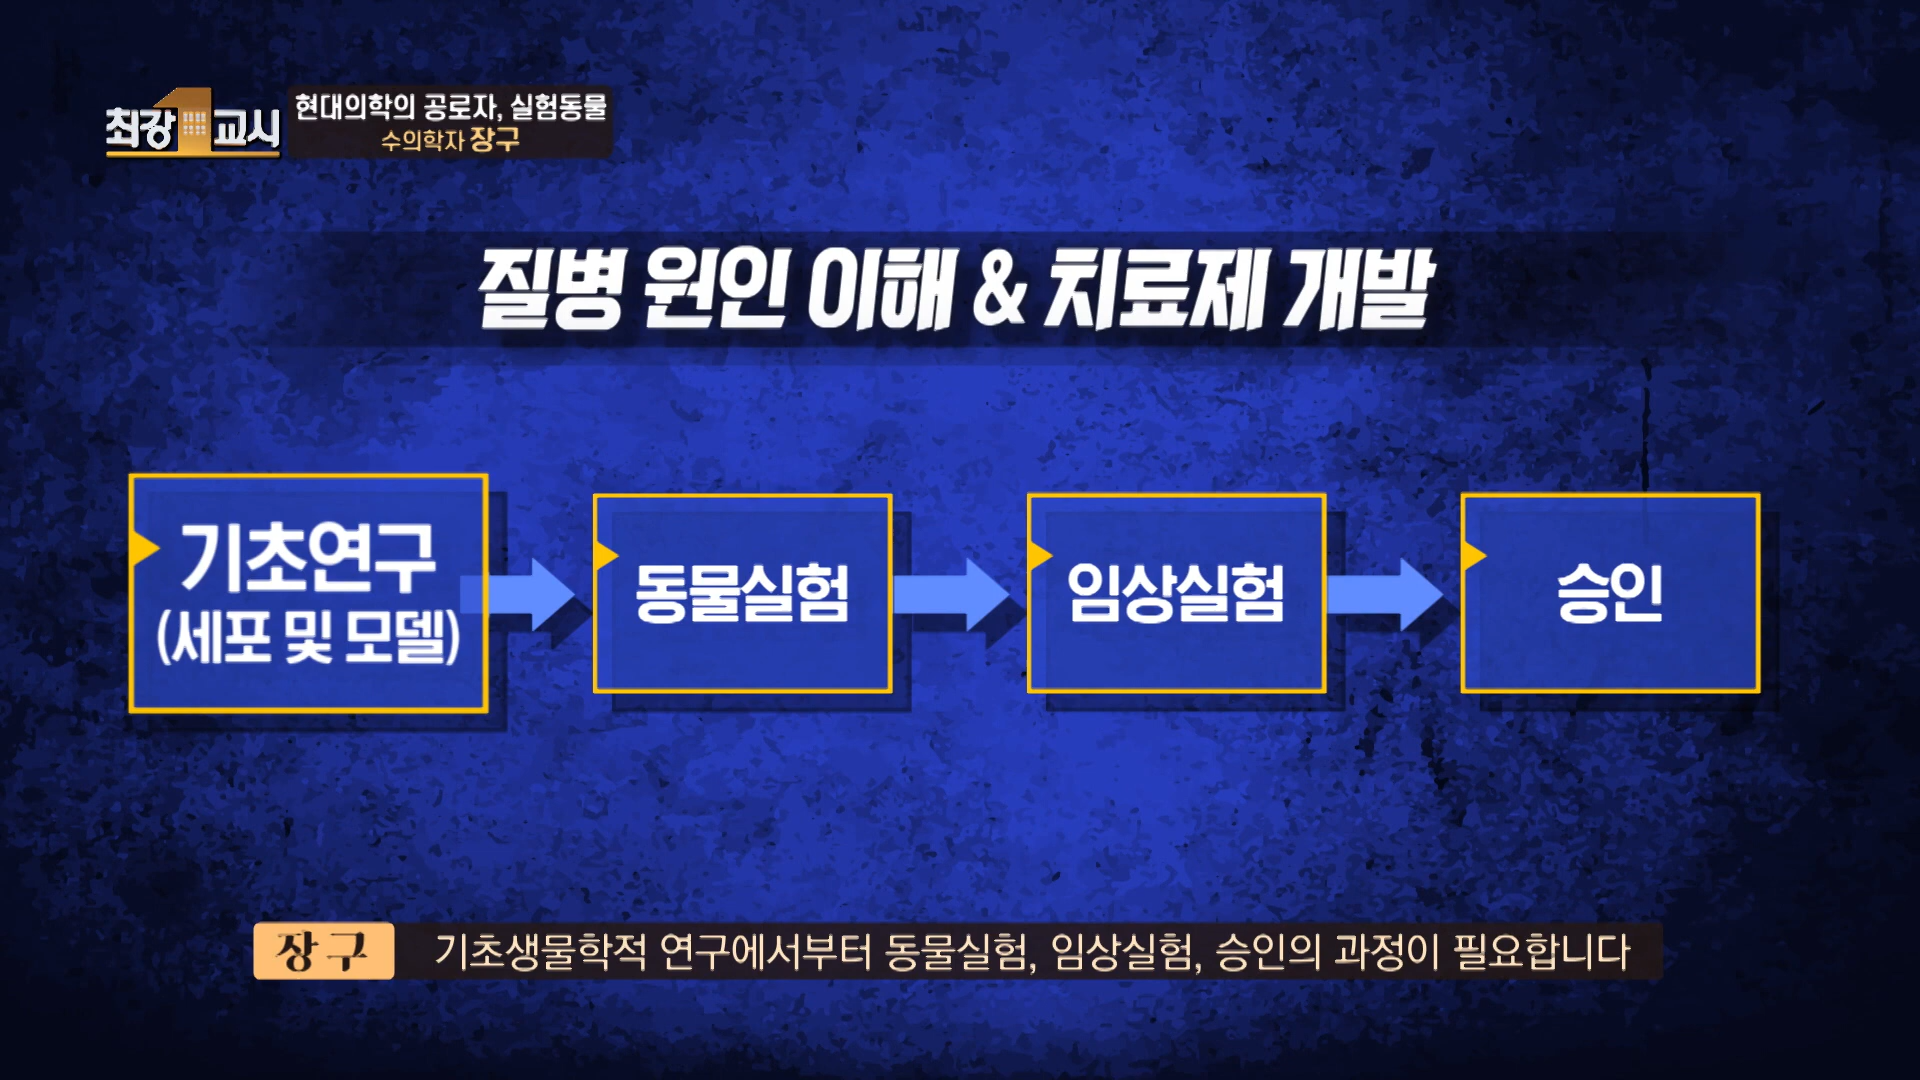 최강1교시
현대의학의 공로자, 실험동물
수의학자 장구
질병 원인 이해 & 치료제 개발
기초연구
(세포 및 모델)
동물실험
임상실험
승인
장구 기초생물학적 연구에서부터 동물실험, 임상실험, 승인의 과정이 필요합니다